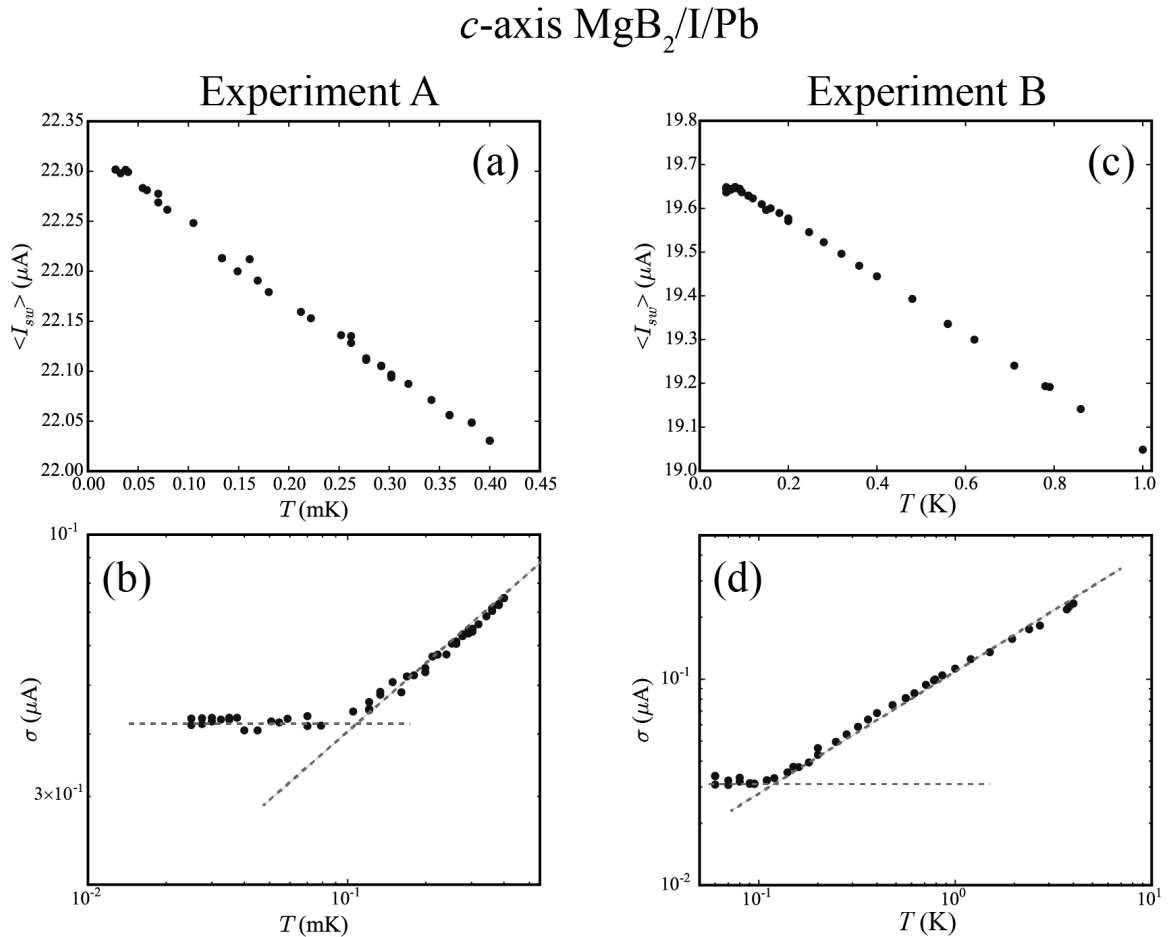 c-axis MgB₂/I/Pb
Experiment A
Experiment B
(a)
22.35
22.30
22.25
22.20
22.15
22.10
22.05
22.00
<I_sw> (μA)
0.00 0.05 0.10 0.15 0.20 0.25 0.30 0.35 0.40 0.45
T (mK)
(c)
19.8
19.7
19.6
19.5
19.4
19.3
19.2
19.1
19.0
<I_sw> (μA)
0.2 0.4 0.6 0.8 1.0
T (K)
(b)
10⁻¹
3×10⁻¹
σ (μA)
10⁻² 10⁻¹
T (mK)
(d)
10⁻¹
10⁻²
σ (μA)
10⁻¹ 10⁰ 10¹
T (K)